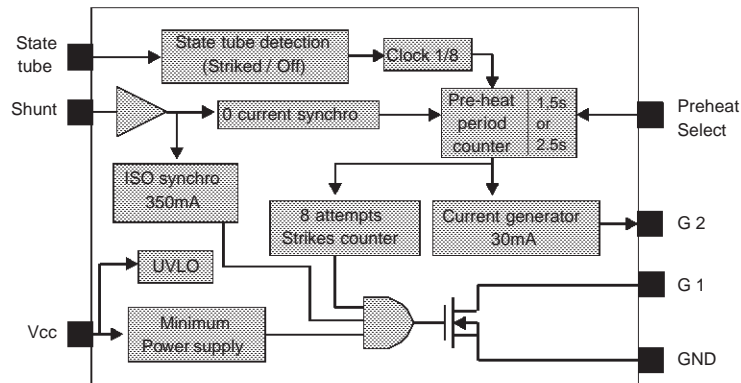 State
tube
State tube detection
(Striked / Off)
Clock 1/8
Shunt
0 current synchro
Pre-heat
period
counter
1,5s
or
2.5s
Preheat
Select
ISO synchro
350mA
8 attempts
Strikes counter
Current generator
30mA
G 2
UVLO
G 1
Vcc
Minimum
Power supply
GND